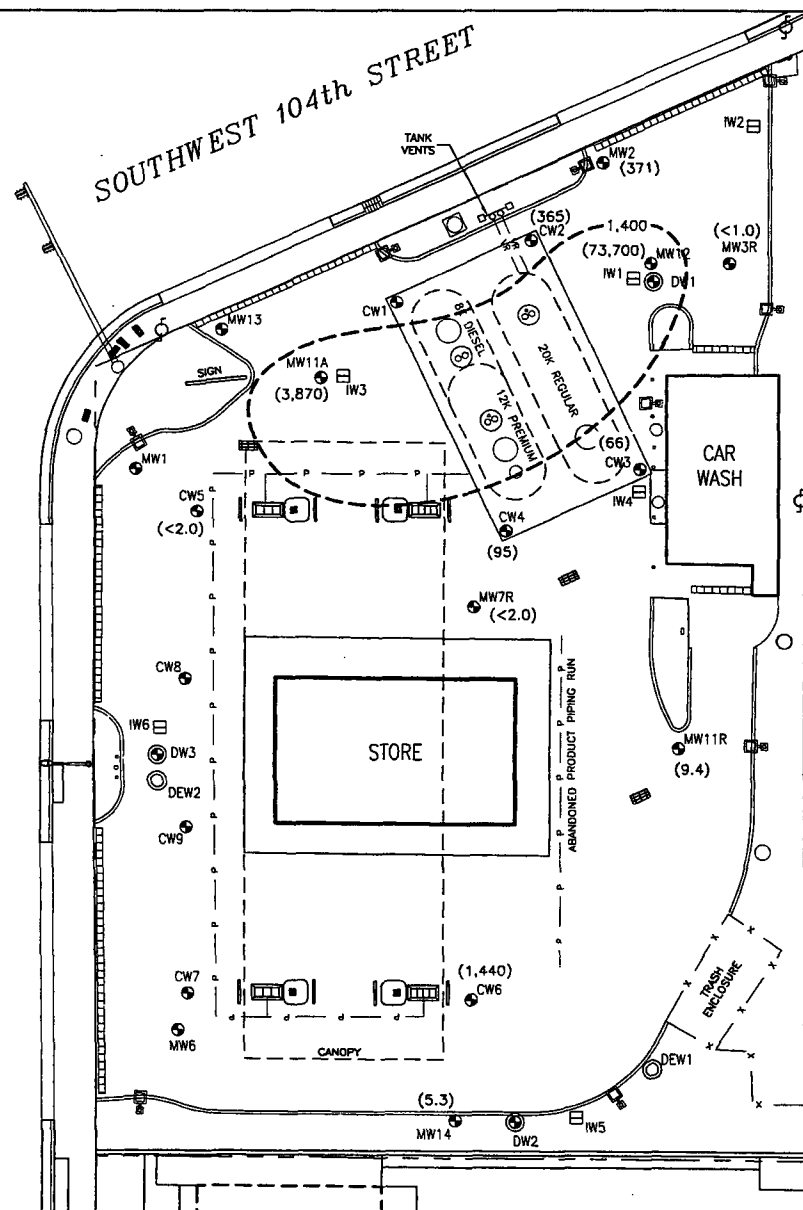 SOUTHWEST 104th STREET
TANK
VENTS
IW2
MW2
(371)
(365)
CW2
1,400
(73,700)
MW12
(<1.0)
MW3R
IW1
DW1
CW1
MW13
8K DIESEL
20K REGULAR
12K PREMIUM
SIGN
MW11A
(3,870)
IW3
(66)
CW3
IW4
CAR
WASH
MW1
CW5
(<2.0)
CW4
(95)
MW7R
(<2.0)
CW8
IW6
DW3
DEW2
CW9
STORE
ABANDONED PRODUCT PIPING RUN
MW11R
(9.4)
CW7
MW6
(1,440)
CW6
CANOPY
TRASH
ENCLOSURE
DEW1
(5.3)
MW14
DW2
IW5